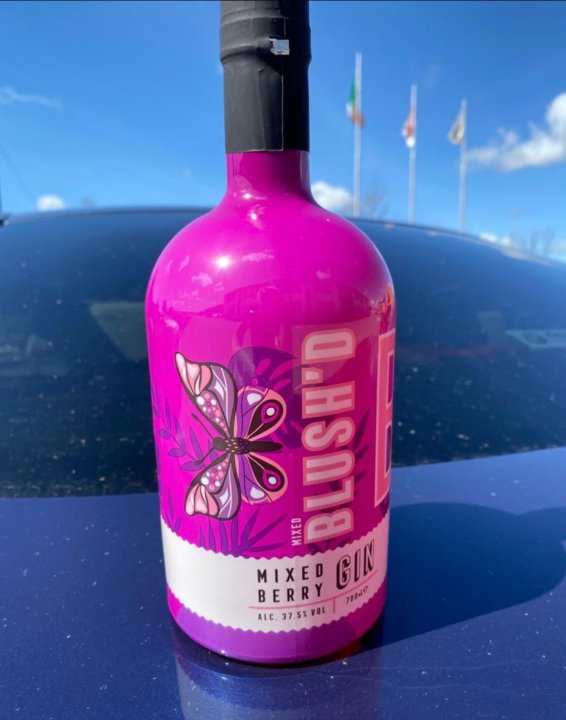 MIXED
BLUSH'D
MIXED
BERRY
GIN
ALC. 37.5% VOL
700ml℮